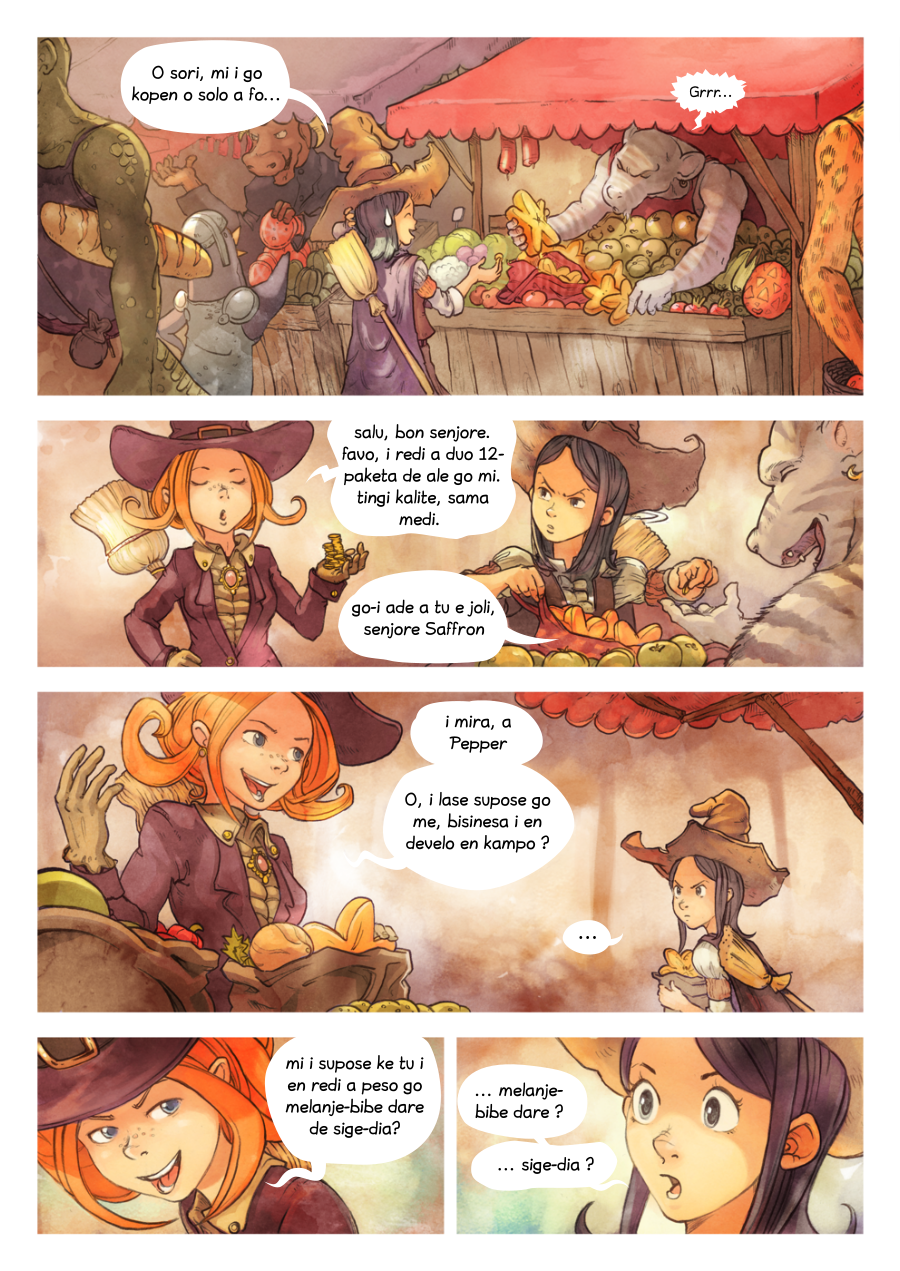 O sori, mi i go
kopen o solo a fo...
Grrr...
salu, bon senjore.
favo, i redi a duo 12-
paketa de ale go mi.
tingi kalite, sama
medi.
go-i ade a tu e joli,
senjore Saffron
i mira, a
Pepper
O, i lase supose go
me, bisinesa i en
develo en kampo ?
...
mi i supose ke tu i
en redi a peso go
melanje-bibe dare
de sige-dia?
... melanje-
bibe dare ?
... sige-dia ?